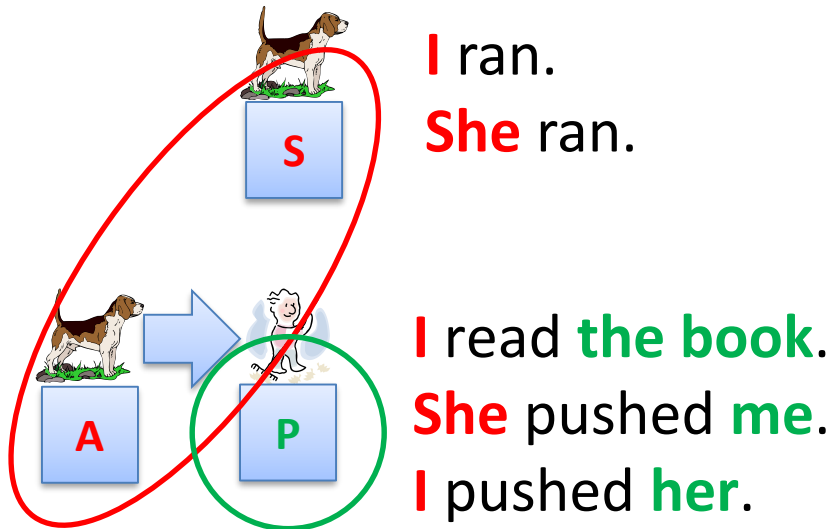 I ran.
She ran.
S
I read the book.
She pushed me.
I pushed her.
A
P